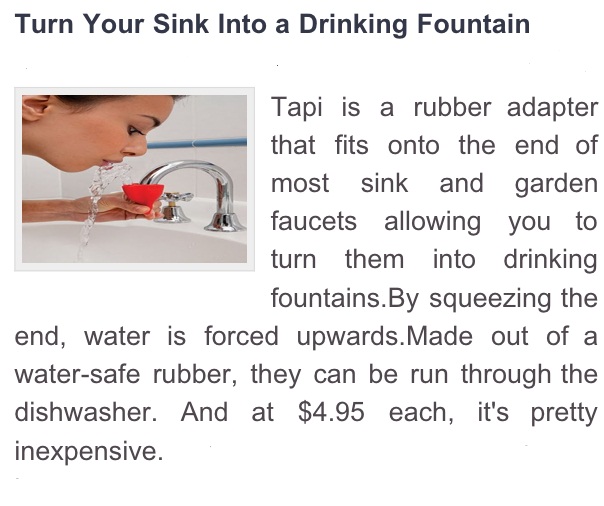 Turn Your Sink Into a Drinking Fountain
Tapi is a rubber adapter
that fits onto the end of
most sink and garden
faucets allowing you to
turn them into drinking
fountains.By squeezing the
end, water is forced upwards.Made out of a
water-safe rubber, they can be run through the
dishwasher. And at $4.95 each, it's pretty
inexpensive.